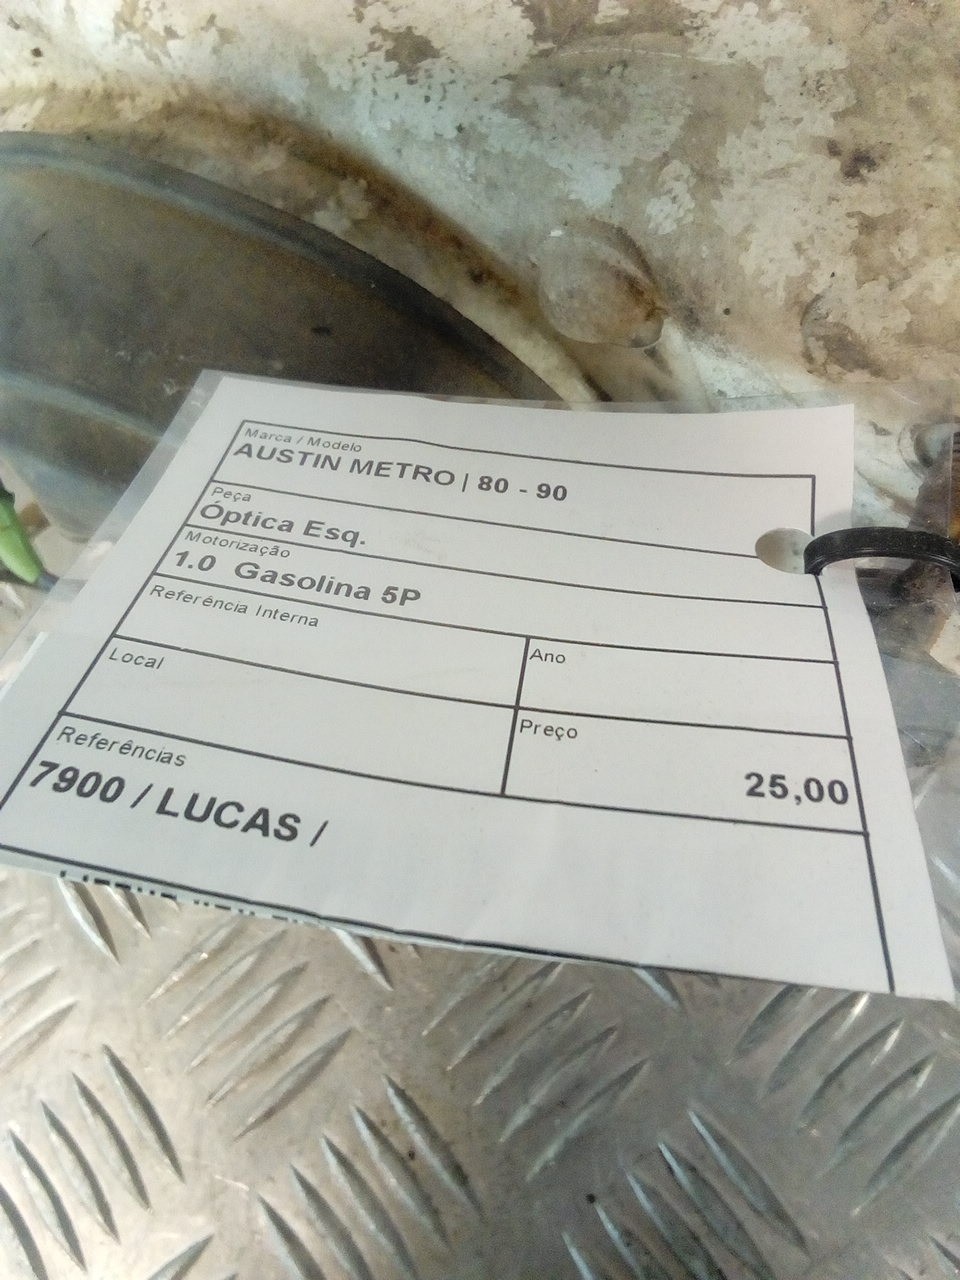 Marca / Modelo
AUSTIN METRO | 80 - 90
Peça
Óptica Esq.
Motorização
1.0 Gasolina 5P
Referência Interna
Ano
Local
Preço
25,00
Referências
7900 / LUCAS /